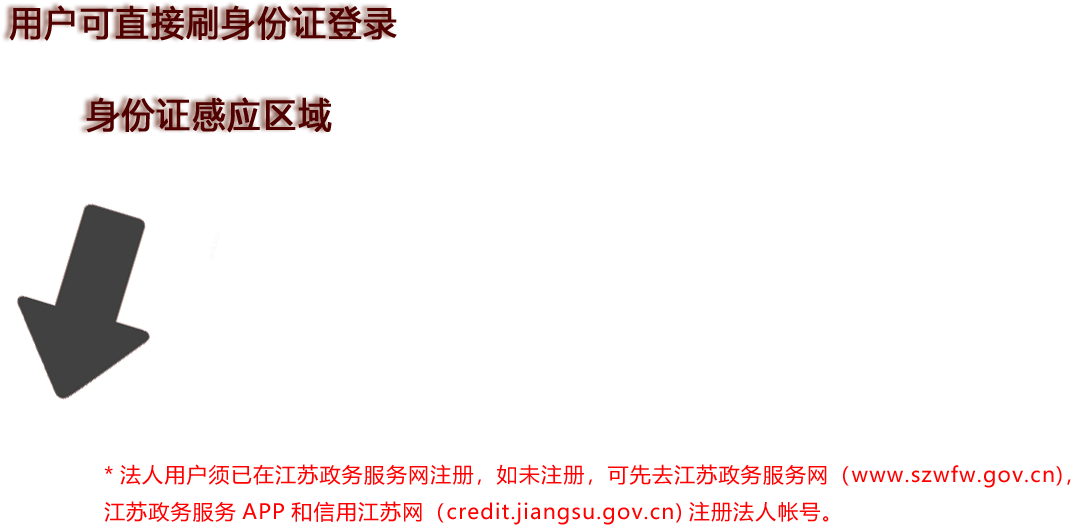 用户可直接刷身份证登录
身份证感应区域
* 法人用户须已在江苏政务服务网注册，如未注册，可先去江苏政务服务网（www.szwfw.gov.cn)，
江苏政务服务 APP 和信用江苏网（credit.jiangsu.gov.cn) 注册法人帐号。